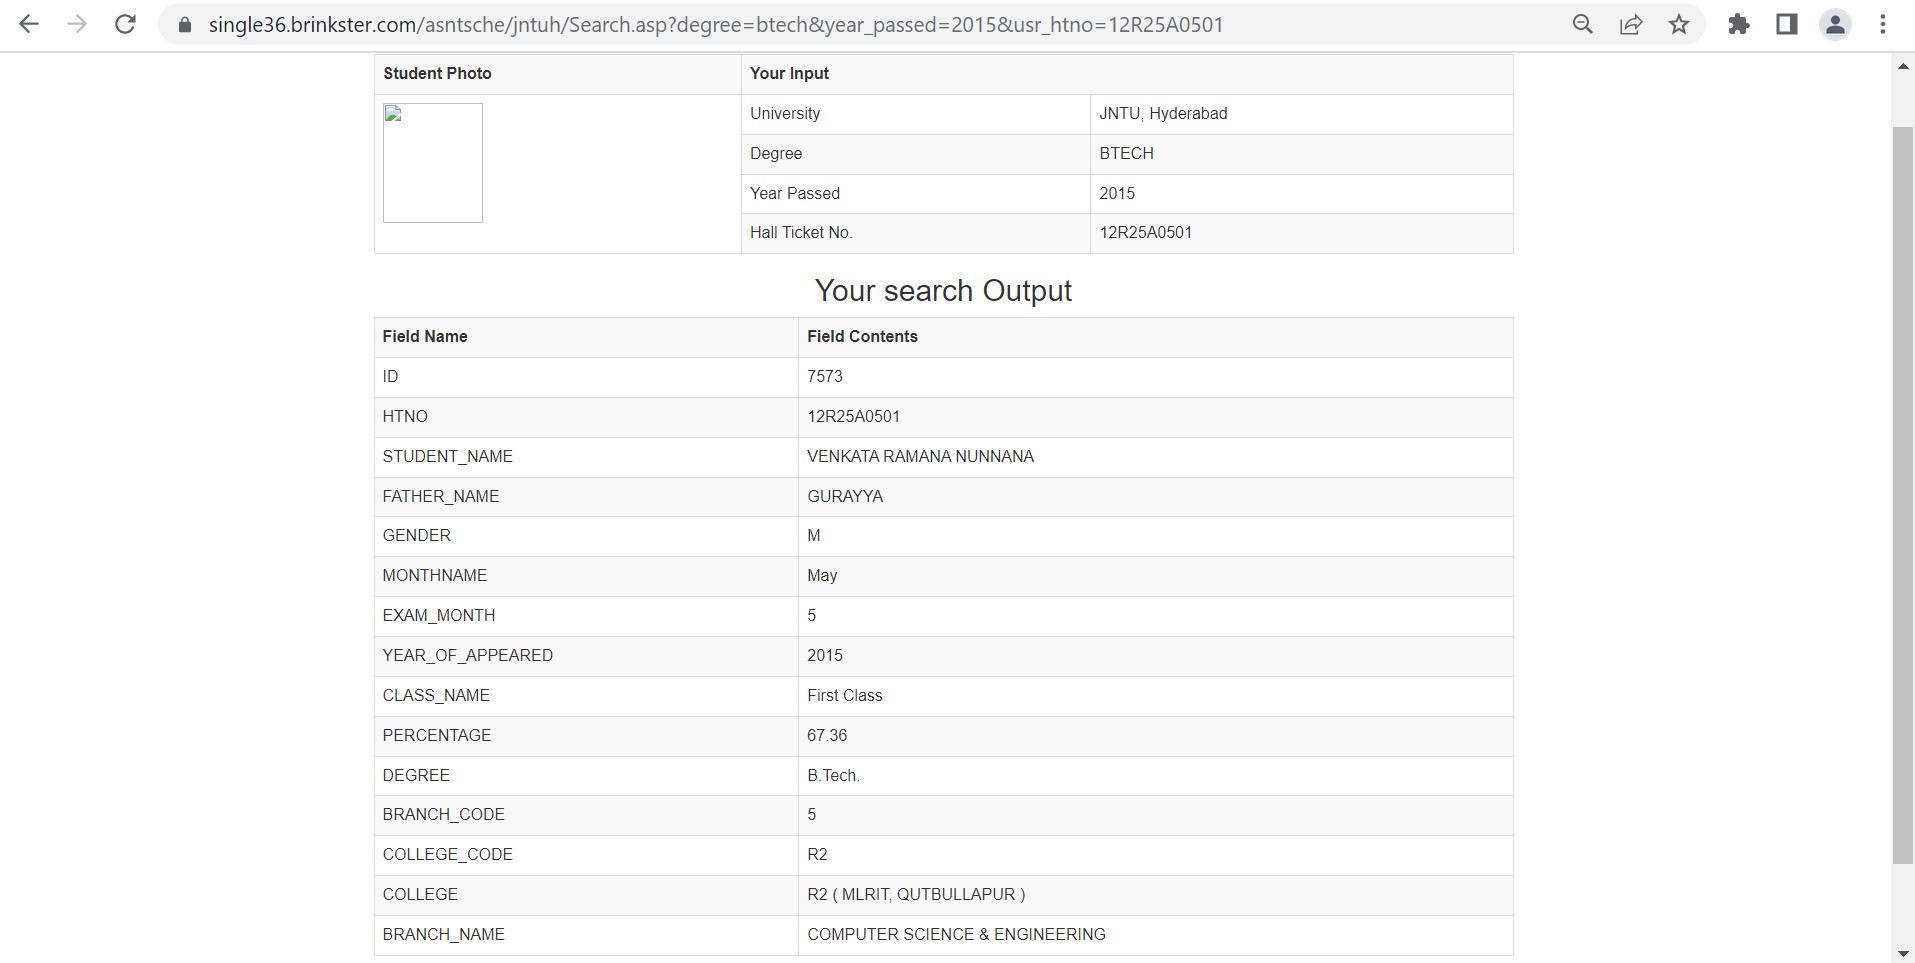 single36.brinkster.com/asntsche/jntuh/Search.asp?degree=btech&year_passed=2015&usr_htno=12R25A0501
Student Photo Your Input
University JNTU, Hyderabad
Degree BTECH
Year Passed 2015
Hall Ticket No. 12R25A0501
Your search Output
Field Name Field Contents
ID 7573
HTNO 12R25A0501
STUDENT_NAME VENKATA RAMANA NUNNANA
FATHER_NAME GURAYYA
GENDER M
MONTHNAME May
EXAM_MONTH 5
YEAR_OF_APPEARED 2015
CLASS_NAME First Class
PERCENTAGE 67.36
DEGREE B.Tech.
BRANCH_CODE 5
COLLEGE_CODE R2
COLLEGE R2 ( MLRIT, QUTBULLAPUR )
BRANCH_NAME COMPUTER SCIENCE & ENGINEERING